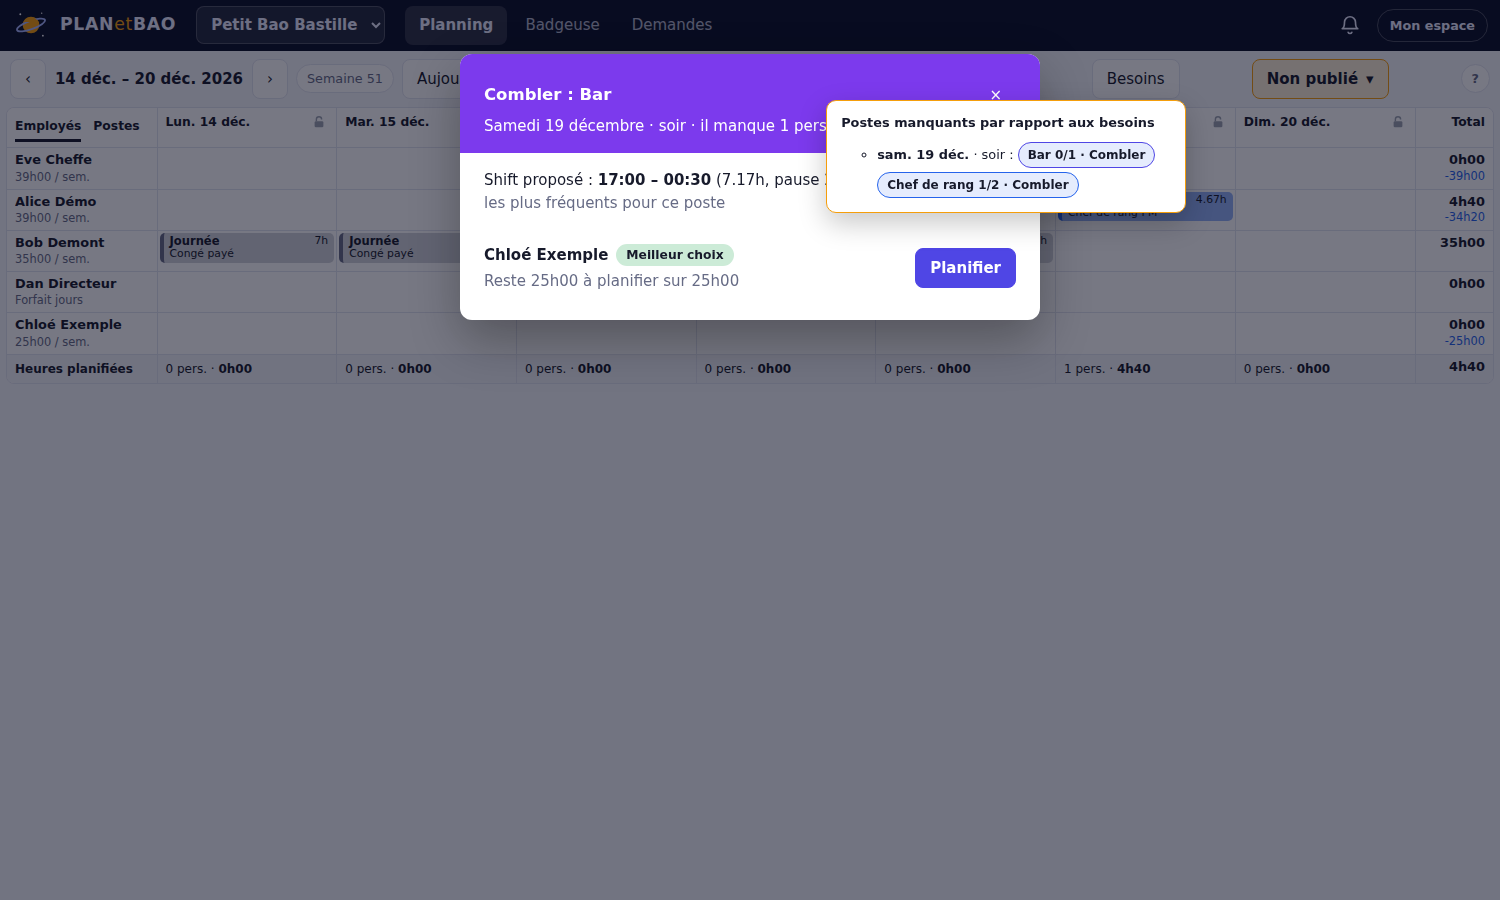 PLANetBAO
Petit Bao Bastille
Planning
Badgeuse
Demandes
Mon espace
‹
14 déc. – 20 déc. 2026
›
Semaine 51
Aujou
Besoins
Non publié ▾
?
Combler : Bar
×
Samedi 19 décembre · soir · il manque 1 pers
Shift proposé : 17:00 – 00:30 (7.17h, pause
les plus fréquents pour ce poste
Chloé Exemple Meilleur choix
Reste 25h00 à planifier sur 25h00
Planifier
Postes manquants par rapport aux besoins
sam. 19 déc. · soir : Bar 0/1 · Combler
Chef de rang 1/2 · Combler
Employés Postes
Lun. 14 déc.
Mar. 15 déc.
Dim. 20 déc.
Total
Eve Cheffe
39h00 / sem.
0h00
-39h00
Alice Démo
39h00 / sem.
4.67h
4h40
-34h20
Bob Demont
35h00 / sem.
Journée 7h
Congé payé
Journée
Congé payé
h
35h00
Dan Directeur
Forfait jours
0h00
Chloé Exemple
25h00 / sem.
0h00
-25h00
Heures planifiées
0 pers. · 0h00
0 pers. · 0h00
0 pers. · 0h00
0 pers. · 0h00
0 pers. · 0h00
1 pers. · 4h40
0 pers. · 0h00
4h40